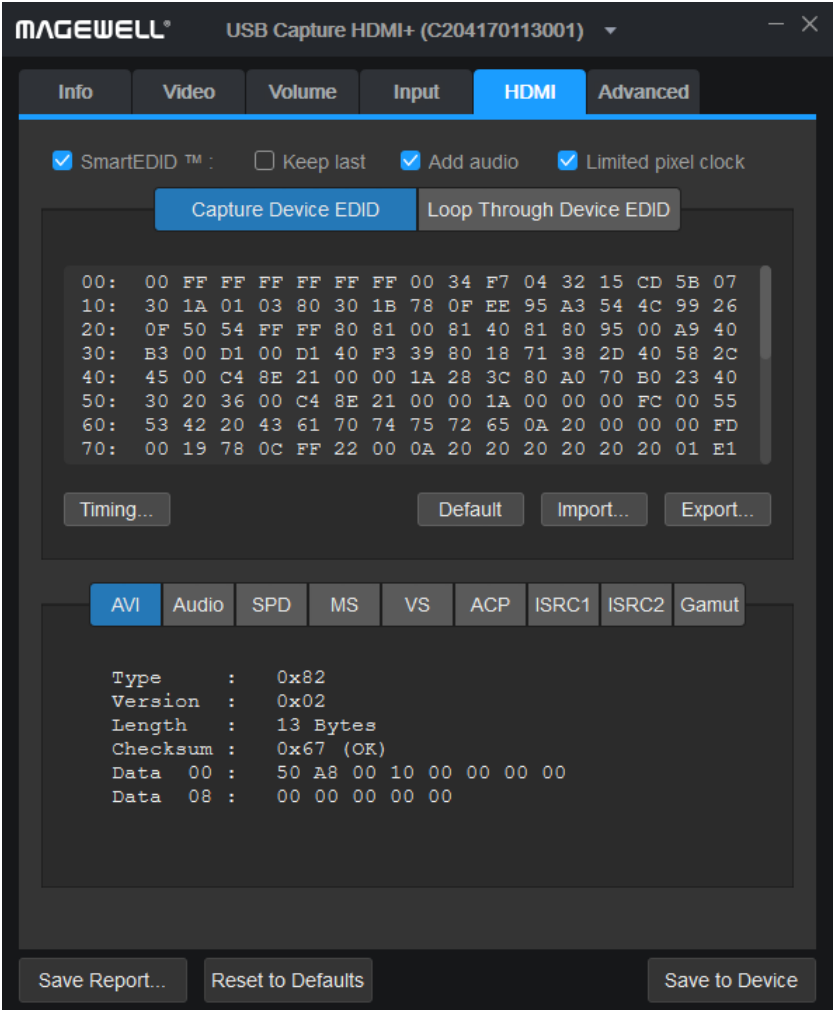 MAGEWELL® USB Capture HDMI+ (C204170113001)
Info Video Volume Input HDMI Advanced
SmartEDID ™ : Keep last Add audio Limited pixel clock
Capture Device EDID Loop Through Device EDID
00: 00 FF FF FF FF FF FF 00 34 F7 04 32 15 CD 5B 07
10: 30 1A 01 03 80 30 1B 78 0F EE 95 A3 54 4C 99 26
20: 0F 50 54 FF FF 80 81 00 81 40 81 80 95 00 A9 40
30: B3 00 D1 00 D1 40 F3 39 80 18 71 38 2D 40 58 2C
40: 45 00 C4 8E 21 00 00 1A 28 3C 80 A0 70 B0 23 40
50: 30 20 36 00 C4 8E 21 00 00 1A 00 00 00 FC 00 55
60: 53 42 20 43 61 70 74 75 72 65 0A 20 00 00 00 FD
70: 00 19 78 0C FF 22 00 0A 20 20 20 20 20 20 01 E1
Timing... Default Import... Export...
AVI Audio SPD MS VS ACP ISRC1 ISRC2 Gamut
Type : 0x82
Version : 0x02
Length : 13 Bytes
Checksum : 0x67 (OK)
Data 00 : 50 A8 00 10 00 00 00 00
Data 08 : 00 00 00 00 00
Save Report... Reset to Defaults Save to Device